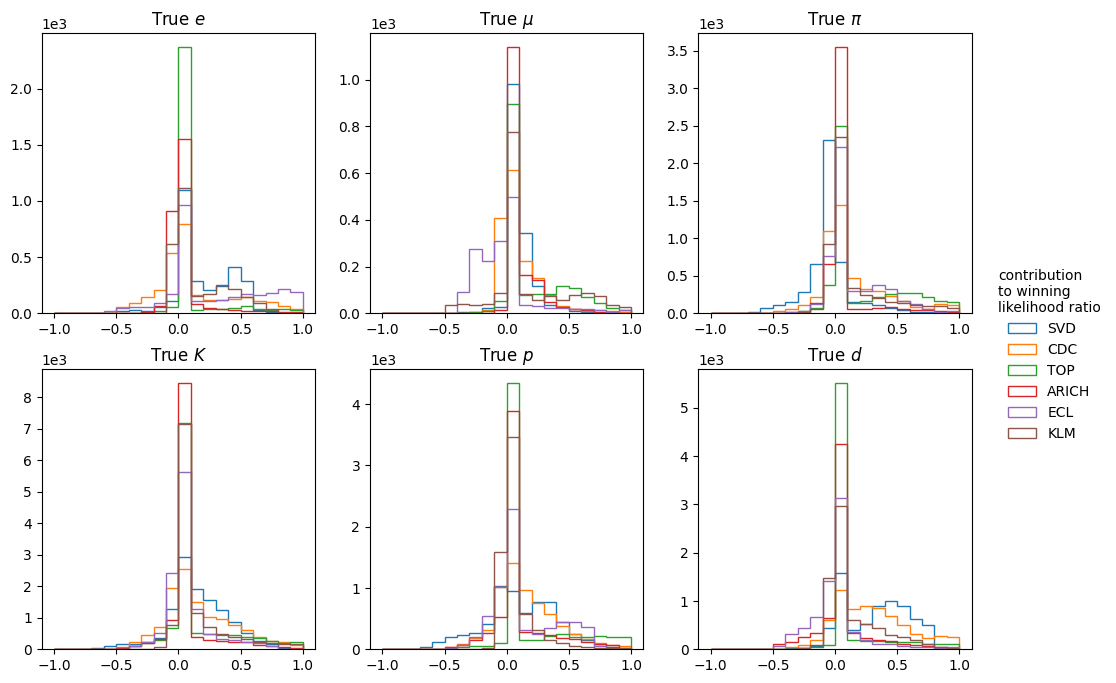 True e
1e3
2.0
1.5
1.0
0.5
0.0
−1.0 −0.5 0.0 0.5 1.0
True μ
1e3
1.0
0.8
0.6
0.4
0.2
0.0
−1.0 −0.5 0.0 0.5 1.0
True π
1e3
3.5
3.0
2.5
2.0
1.5
1.0
0.5
0.0
−1.0 −0.5 0.0 0.5 1.0
True K
1e3
8
7
6
5
4
3
2
1
0
−1.0 −0.5 0.0 0.5 1.0
True p
1e3
4
3
2
1
0
−1.0 −0.5 0.0 0.5 1.0
True d
1e3
5
4
3
2
1
0
−1.0 −0.5 0.0 0.5 1.0
contribution
to winning
likelihood ratio
SVD
CDC
TOP
ARICH
ECL
KLM